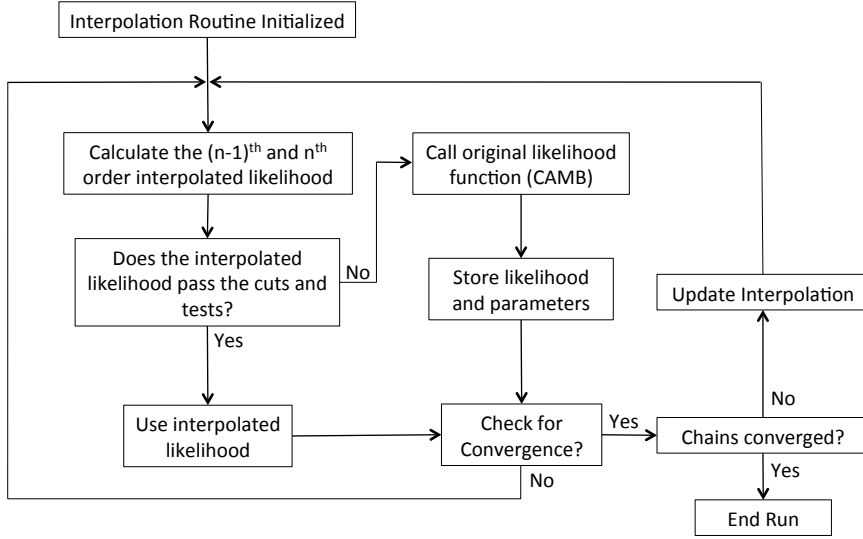 Interpolation Routine Initialized
Calculate the (n-1)th and nth
order interpolated likelihood
Call original likelihood
function (CAMB)
Does the interpolated
likelihood pass the cuts and
tests?
No
Yes
Store likelihood
and parameters
Update Interpolation
No
Use interpolated
likelihood
Check for
Convergence?
Yes
No
Chains converged?
Yes
End Run